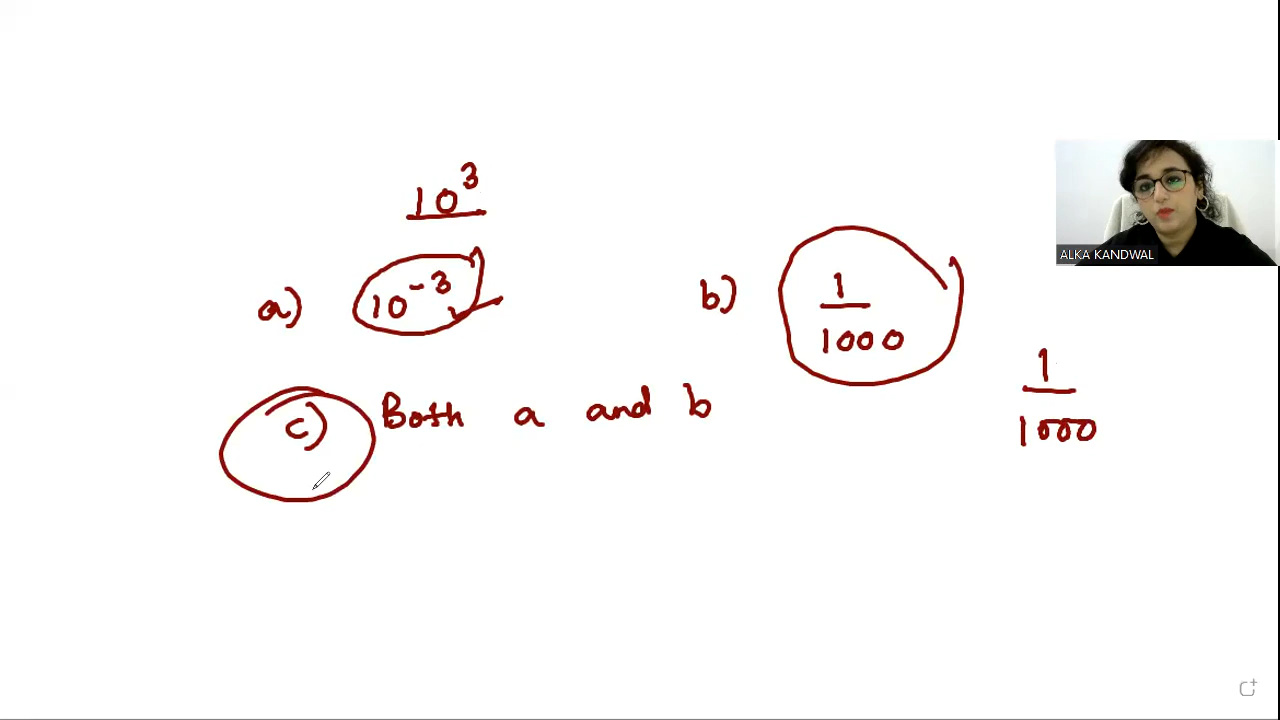 10³
a) 10⁻³
b) 1/1000
c) Both a and b
1/1000
ALKA KANDWAL